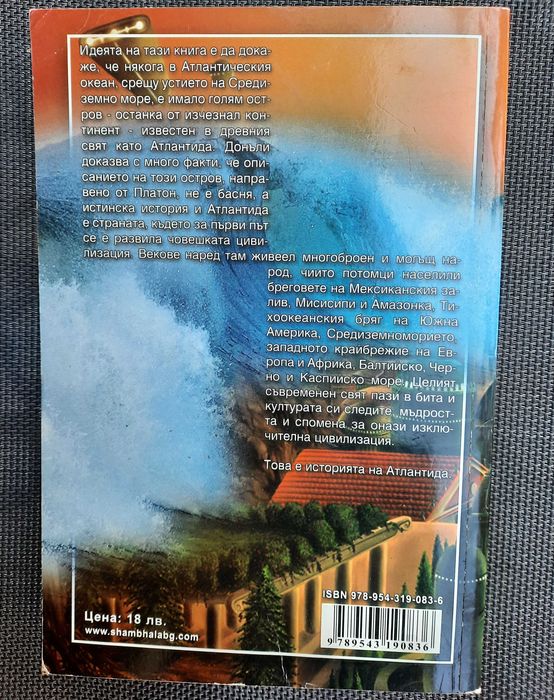 Идеята на тази книга е да дока-
же, че някога в Атлантическия
океан, срещу устието на Среди-
земно море, е имало голям ост-
ров - останка от изчезнал кон-
тинент - известен в древния
свят като Атлантида. Донъли
доказва с много факти, че опи-
санието на този остров, напра-
вено от Платон, не е басня, а
истинска история и Атлантида
е страната, където за първи път
се е развила човешката циви-
лизация. Векове наред там живеел многоброен и могъщ на-
род, чиито потомци населили
бреговете на Мексиканския за-
лив, Мисисипи и Амазонка, Ти-
хоокеанския бряг на Южна
Америка, Средиземноморието,
западното крайбрежие на Ев-
ропа и Африка, Балтийско, Чер-
но и Каспийско море. Целият
съвременен свят пази в бита и
културата си следите, мъдрост-
та и спомена за онази изклю-
чителна цивилизация.
Това е историята на Атлантида.
ISBN 978-954-319-083-6
9 789543 190836
Цена: 18 лв.
www.shambhalabg.com